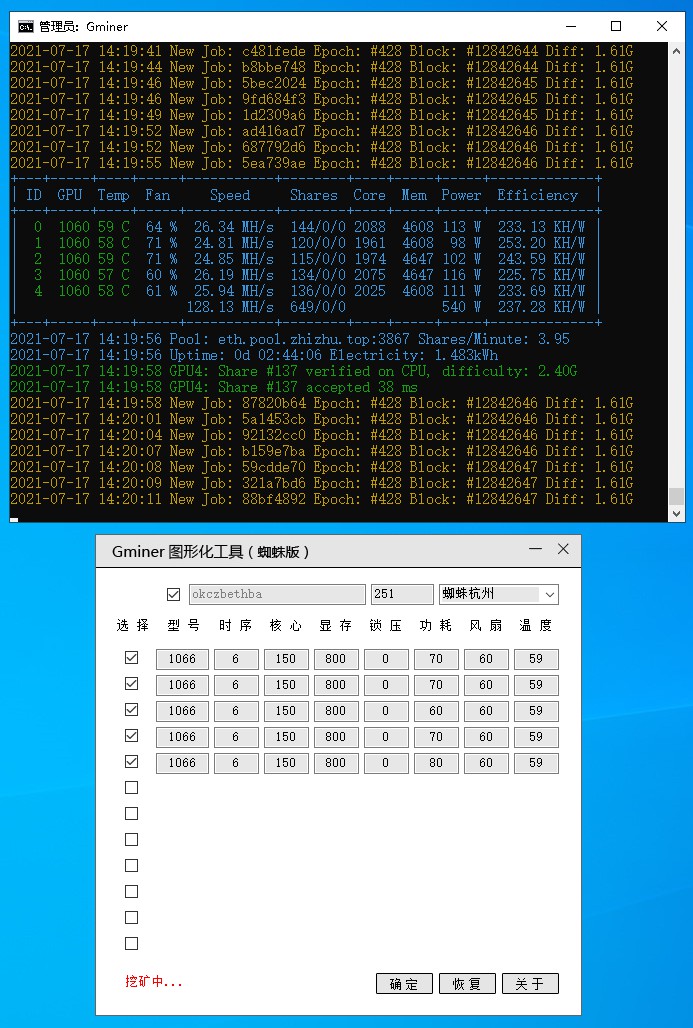 管理员: Gminer
2021-07-17 14:19:41 New Job: c481fede Epoch: #428 Block: #12842644 Diff: 1.61G
2021-07-17 14:19:44 New Job: b8bbe748 Epoch: #428 Block: #12842644 Diff: 1.61G
2021-07-17 14:19:46 New Job: 5bec2024 Epoch: #428 Block: #12842645 Diff: 1.61G
2021-07-17 14:19:46 New Job: 9fd684f3 Epoch: #428 Block: #12842645 Diff: 1.61G
2021-07-17 14:19:49 New Job: 1d2309a6 Epoch: #428 Block: #12842645 Diff: 1.61G
2021-07-17 14:19:52 New Job: ad416ad7 Epoch: #428 Block: #12842646 Diff: 1.61G
2021-07-17 14:19:52 New Job: 687792d6 Epoch: #428 Block: #12842646 Diff: 1.61G
2021-07-17 14:19:55 New Job: 5ea739ae Epoch: #428 Block: #12842646 Diff: 1.61G
ID GPU Temp Fan Speed Shares Core Mem Power Efficiency
0 1060 59 C 64 % 26.34 MH/s 144/0/0 2088 4608 113 W 233.13 KH/W
1 1060 58 C 71 % 24.81 MH/s 120/0/0 1961 4608 98 W 253.20 KH/W
2 1060 59 C 71 % 24.85 MH/s 115/0/0 1974 4647 102 W 243.59 KH/W
3 1060 57 C 60 % 26.19 MH/s 134/0/0 2075 4647 116 W 225.75 KH/W
4 1060 58 C 61 % 25.94 MH/s 136/0/0 2025 4608 111 W 233.69 KH/W
128.13 MH/s 649/0/0 540 W 237.28 KH/W
2021-07-17 14:19:56 Pool: eth.pool.zhizhu.top:3867 Shares/Minute: 3.95
2021-07-17 14:19:56 Uptime: 0d 02:44:06 Electricity: 1.483kWh
2021-07-17 14:19:58 GPU4: Share #137 verified on CPU, difficulty: 2.40G
2021-07-17 14:19:58 GPU4: Share #137 accepted 38 ms
2021-07-17 14:19:58 New Job: 87820b64 Epoch: #428 Block: #12842646 Diff: 1.61G
2021-07-17 14:20:01 New Job: 5a1453cb Epoch: #428 Block: #12842646 Diff: 1.61G
2021-07-17 14:20:04 New Job: 92132cc0 Epoch: #428 Block: #12842646 Diff: 1.61G
2021-07-17 14:20:07 New Job: b159e7ba Epoch: #428 Block: #12842646 Diff: 1.61G
2021-07-17 14:20:08 New Job: 59cdde70 Epoch: #428 Block: #12842647 Diff: 1.61G
2021-07-17 14:20:09 New Job: 321a7bd6 Epoch: #428 Block: #12842647 Diff: 1.61G
2021-07-17 14:20:11 New Job: 88bf4892 Epoch: #428 Block: #12842647 Diff: 1.61G
Gminer 图形化工具 ( 蜘蛛版 )
okczbethba 251 蜘蛛杭州
选 择 型 号 时 序 核 心 显 存 锁 压 功 耗 风 扇 温 度
1066 6 150 800 0 70 60 59
1066 6 150 800 0 70 60 59
1066 6 150 800 0 60 60 59
1066 6 150 800 0 70 60 59
1066 6 150 800 0 80 60 59
挖矿中... 确 定 恢 复 关 于